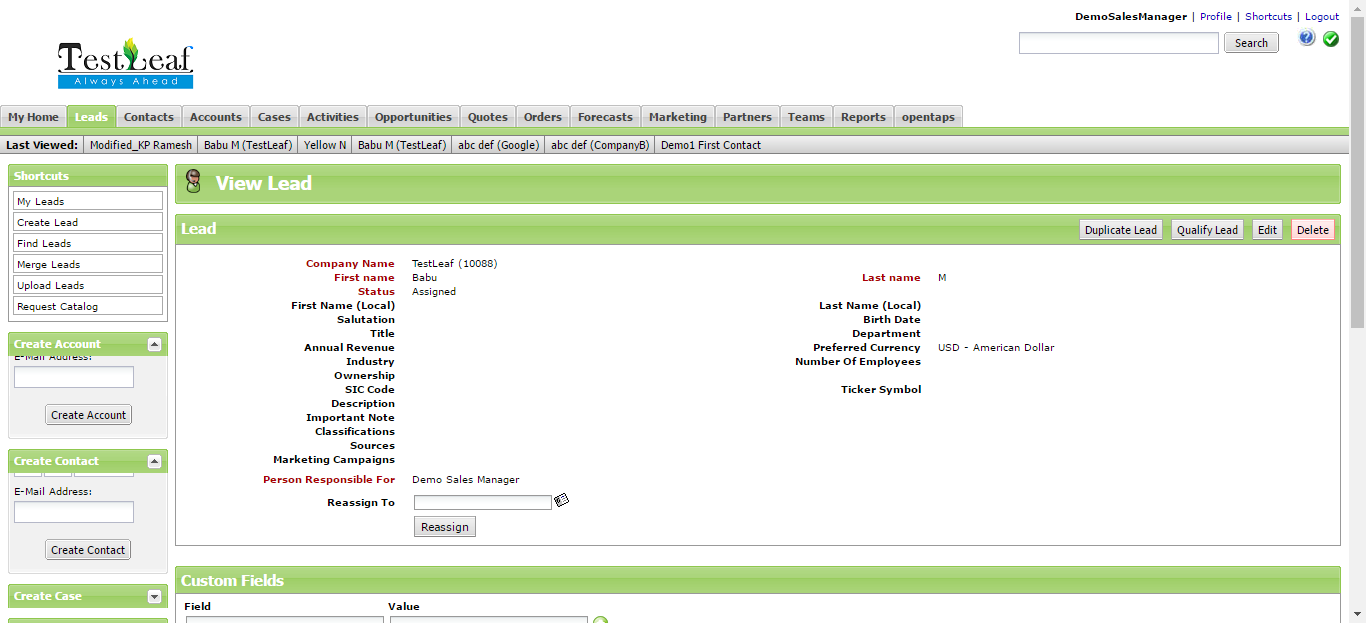 DemoSalesManager | Profile | Shortcuts | Logout
Search
TestLeaf
Always Ahead
My Home Leads Contacts Accounts Cases Activities Opportunities Quotes Orders Forecasts Marketing Partners Teams Reports opentaps
Last Viewed: Modified_KP Ramesh Babu M (TestLeaf) Yellow N Babu M (TestLeaf) abc def (Google) abc def (CompanyB) Demo1 First Contact
Shortcuts
My Leads
Create Lead
Find Leads
Merge Leads
Upload Leads
Request Catalog
Create Account
E-Mail Address:
Create Account
Create Contact
E-Mail Address:
Create Contact
Create Case
View Lead
Lead Duplicate Lead Qualify Lead Edit Delete
Company Name TestLeaf (10088)
First name Babu Last name M
Status Assigned
First Name (Local) Last Name (Local)
Salutation Birth Date
Title Department
Annual Revenue Preferred Currency USD - American Dollar
Industry Number Of Employees
Ownership
SIC Code Ticker Symbol
Description
Important Note
Classifications
Sources
Marketing Campaigns
Person Responsible For Demo Sales Manager
Reassign To
Reassign
Custom Fields
Field Value